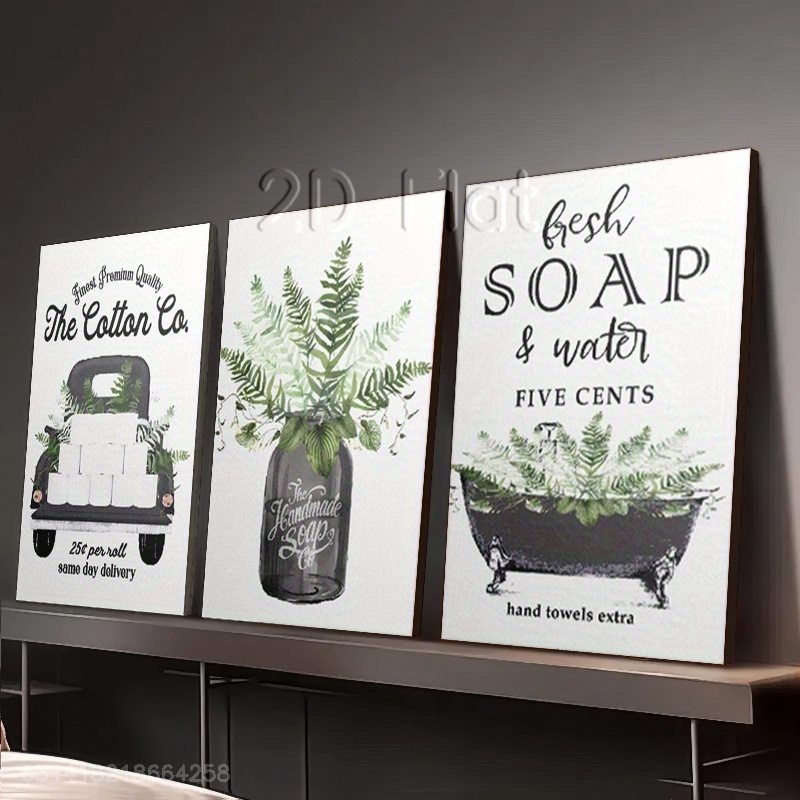 2D Flat
Finest Premium Quality
The Cotton Co.
25¢ per roll
same day delivery
The
Handmade
Soap
Co.
fresh
SOAP
& water
FIVE CENTS
hand towels extra